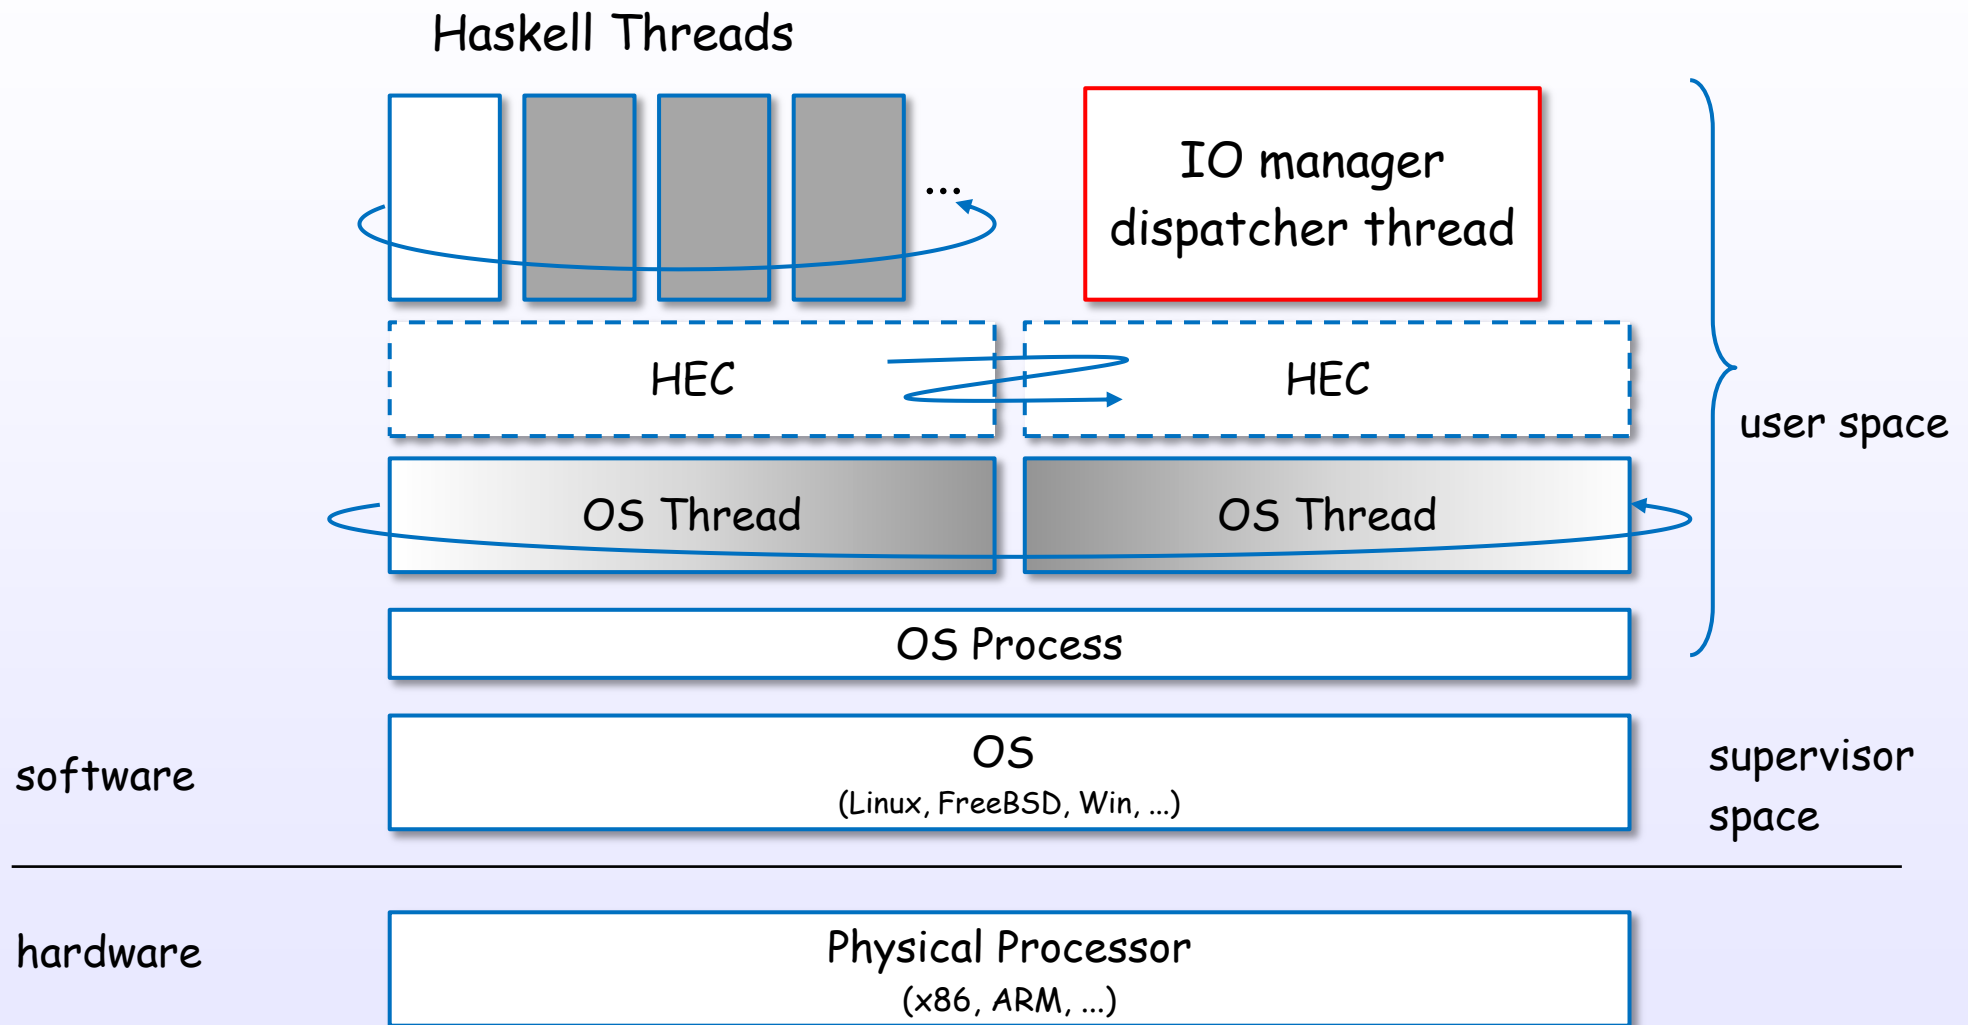 Haskell Threads
...
IO manager
dispatcher thread
HEC
HEC
user space
OS Thread
OS Thread
OS Process
software
OS
(Linux, FreeBSD, Win, ...)
supervisor
space
hardware
Physical Processor
(x86, ARM, ...)